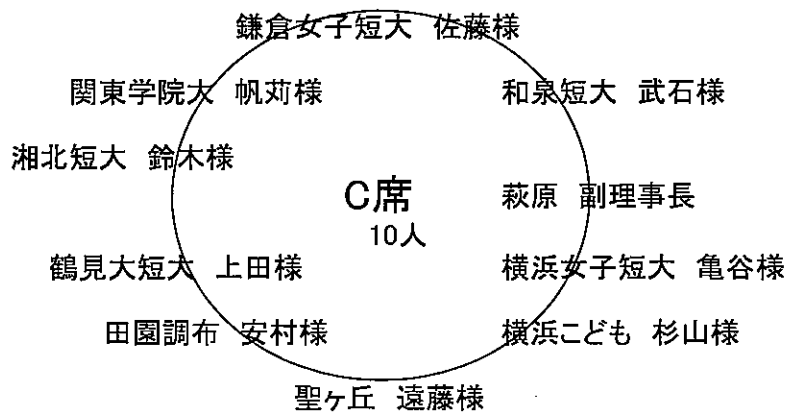 鎌倉女子短大 佐藤様
関東学院大 帆苅様
和泉短大 武石様
湘北短大 鈴木様
C席
萩原 副理事長
10人
鶴見大短大 上田様
横浜女子短大 亀谷様
田園調布 安村様
横浜こども 杉山様
聖ヶ丘 遠藤様